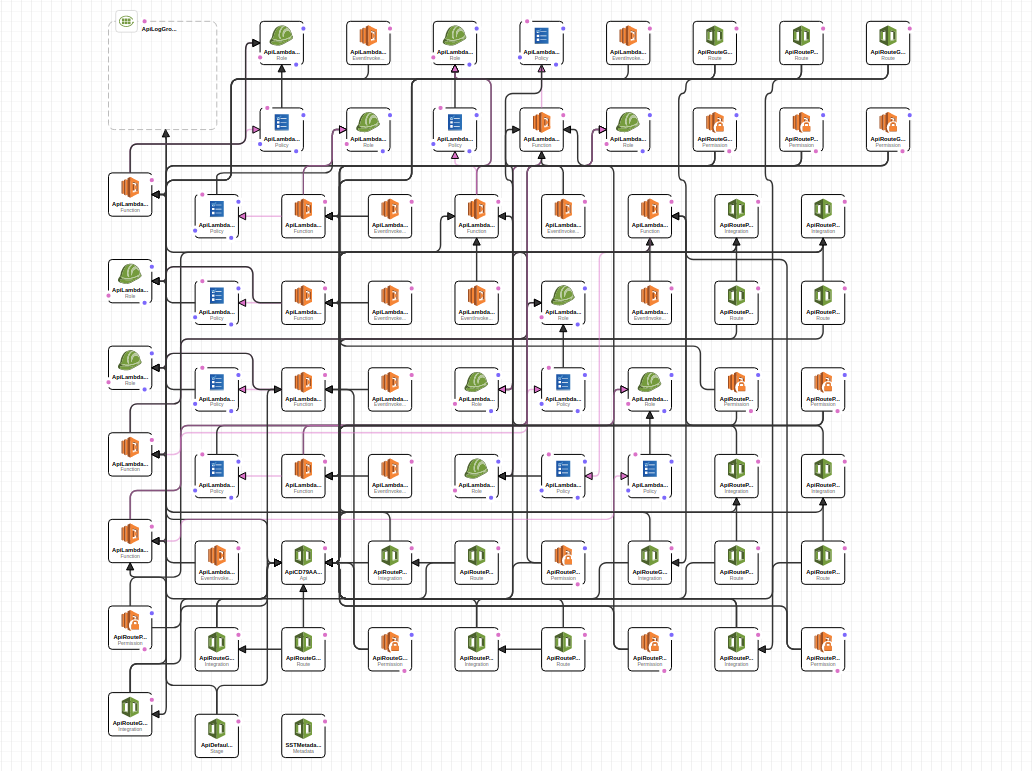 ApiLogGro...
ApiLambda...
Role
ApiLambda...
EventInvoke...
ApiLambda...
Role
ApiLambda...
Policy
ApiLambda...
EventInvoke...
ApiRouteG...
Route
ApiRouteP...
Route
ApiRouteG...
Route
ApiLambda...
Policy
ApiLambda...
Role
ApiLambda...
Policy
ApiLambda...
Function
ApiLambda...
Role
ApiRouteG...
Permission
ApiRouteP...
Permission
ApiRouteG...
Permission
ApiLambda...
Function
ApiLambda...
Policy
ApiLambda...
Function
ApiLambda...
EventInvoke...
ApiLambda...
Function
ApiLambda...
EventInvoke...
ApiLambda...
Function
ApiRouteP...
Integration
ApiRouteP...
Integration
ApiLambda...
Role
ApiLambda...
Policy
ApiLambda...
Function
ApiLambda...
EventInvoke...
ApiLambda...
EventInvoke...
ApiLambda...
Role
ApiLambda...
EventInvoke...
ApiRouteP...
Route
ApiRouteP...
Route
ApiLambda...
Role
ApiLambda...
Policy
ApiLambda...
Function
ApiLambda...
EventInvoke...
ApiLambda...
Role
ApiLambda...
Policy
ApiLambda...
Role
ApiRouteP...
Permission
ApiRouteP...
Permission
ApiLambda...
Function
ApiLambda...
Policy
ApiLambda...
Function
ApiLambda...
EventInvoke...
ApiLambda...
Role
ApiLambda...
Policy
ApiLambda...
Policy
ApiRouteP...
Integration
ApiRouteP...
Integration
ApiLambda...
Function
ApiLambda...
EventInvoke...
ApiCD79AA...
Api
ApiRouteP...
Integration
ApiRouteP...
Route
ApiRouteP...
Permission
ApiRouteG...
Integration
ApiRouteP...
Route
ApiRouteP...
Route
ApiRouteP...
Permission
ApiRouteG...
Integration
ApiRouteG...
Route
ApiRouteG...
Permission
ApiRouteP...
Integration
ApiRouteP...
Route
ApiRouteP...
Permission
ApiRouteP...
Integration
ApiRouteP...
Permission
ApiRouteG...
Integration
ApiDefaul...
Stage
SSTMetada...
Metadata